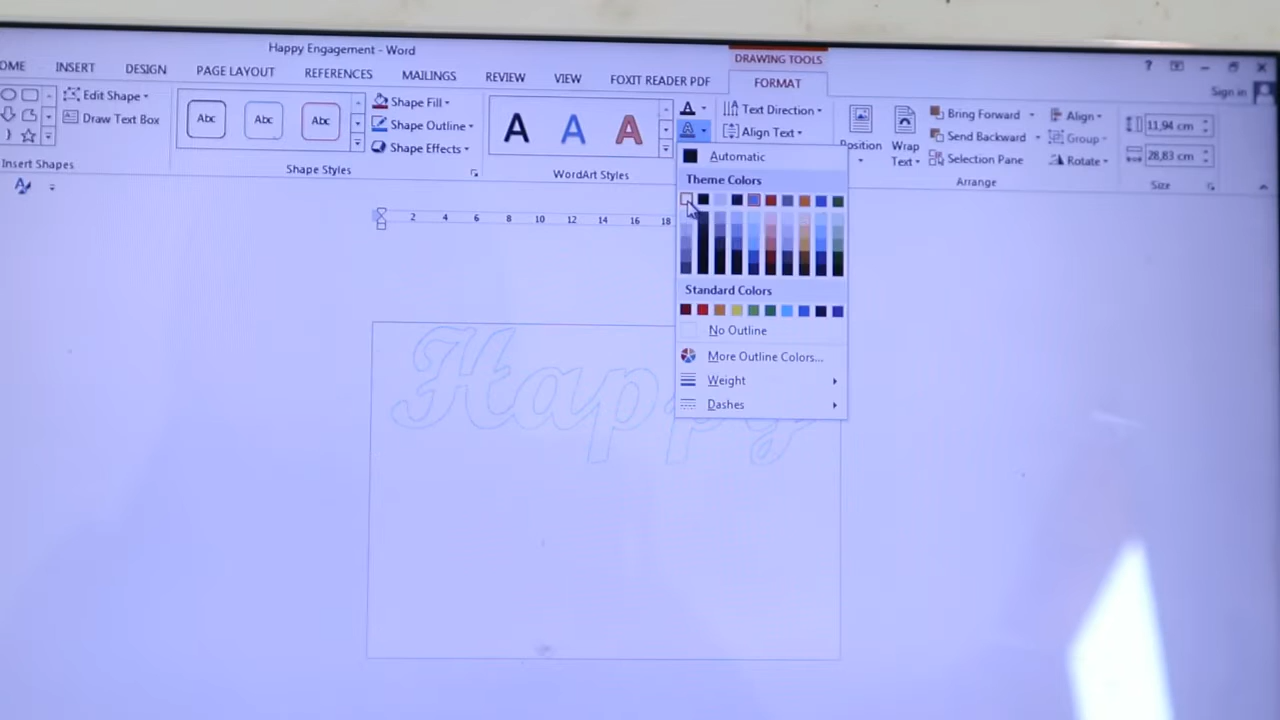 Happy Engagement - Word
DRAWING TOOLS
Sign in
OME INSERT DESIGN PAGE LAYOUT REFERENCES MAILINGS REVIEW VIEW FOXIT READER PDF FORMAT
Edit Shape
Draw Text Box
Insert Shapes
Abc Abc Abc
Shape Fill
Shape Outline
Shape Effects
Shape Styles
A A A
WordArt Styles
A
A
Text Direction
Align Text
Position
Wrap
Text
Bring Forward
Send Backward
Selection Pane
Align
Group
Rotate
Arrange
11,94 cm
28,83 cm
Size
2 4 6 8 10 12 14 16 18
Automatic
Theme Colors
Standard Colors
No Outline
More Outline Colors...
Weight
Dashes
Happy